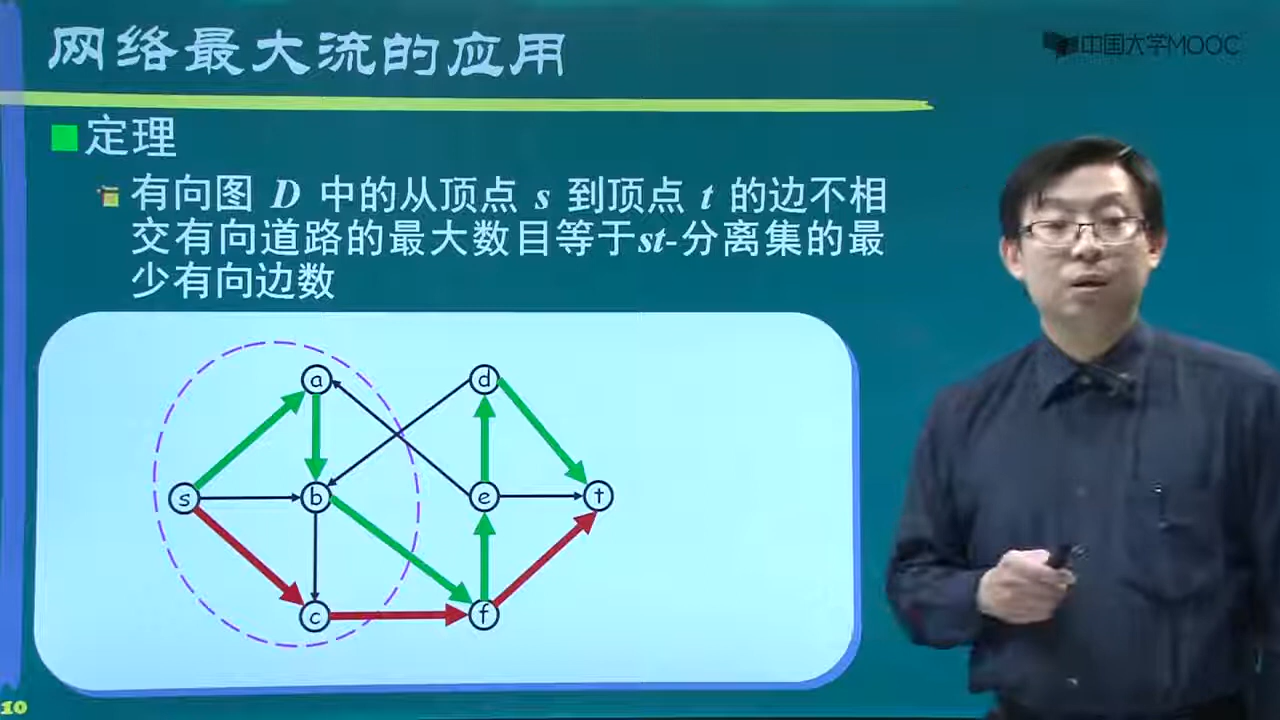 网络最大流的应用
中国大学MOOC
定理
有向图 D 中的从顶点 s 到顶点 t 的边不相
交有向道路的最大数目等于st-分离集的最
少有向边数
a
d
s
b
e
t
c
f
10